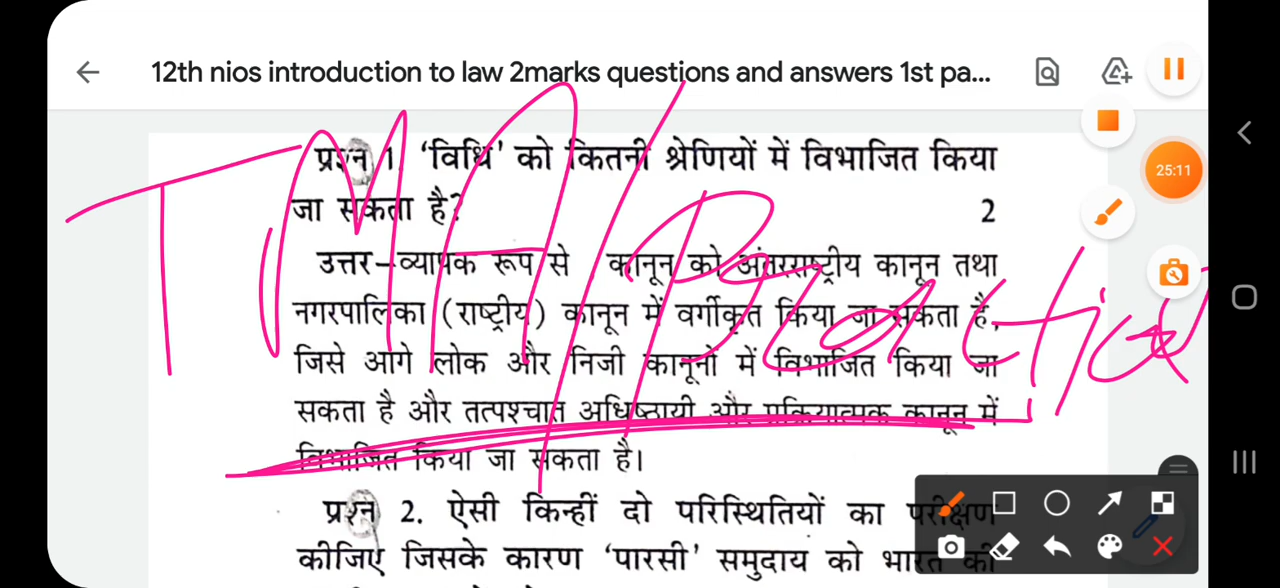 12th nios introduction to law 2marks questions and answers 1st pa...
25:11
प्रश्न 1. 'विधि' को कितनी श्रेणियों में विभाजित किया
जा सकता है? 2
उत्तर–व्यापक रूप से कानून को अंतरराष्ट्रीय कानून तथा
नगरपालिका (राष्ट्रीय) कानून में वर्गीकृत किया जा सकता है,
जिसे आगे लोक और निजी कानूनों में विभाजित किया जा
सकता है और तत्पश्चात अधिष्ठायी और प्रक्रियात्मक कानून में
विभाजित किया जा सकता है।
TMA/Practical
प्रश्न 2. ऐसी किन्हीं दो परिस्थितियों का परीक्षण
कीजिए जिसके कारण 'पारसी' समुदाय को भारत की